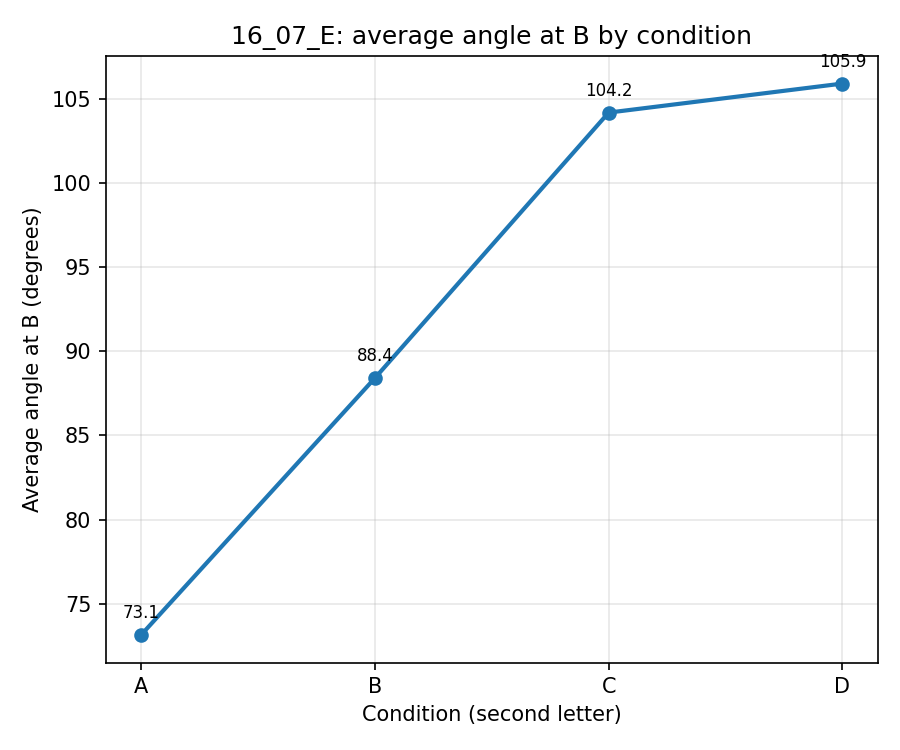 16_07_E: average angle at B by condition
105.9
104.2
88.4
73.1
105
100
95
90
85
80
75
Average angle at B (degrees)
A B C D
Condition (second letter)